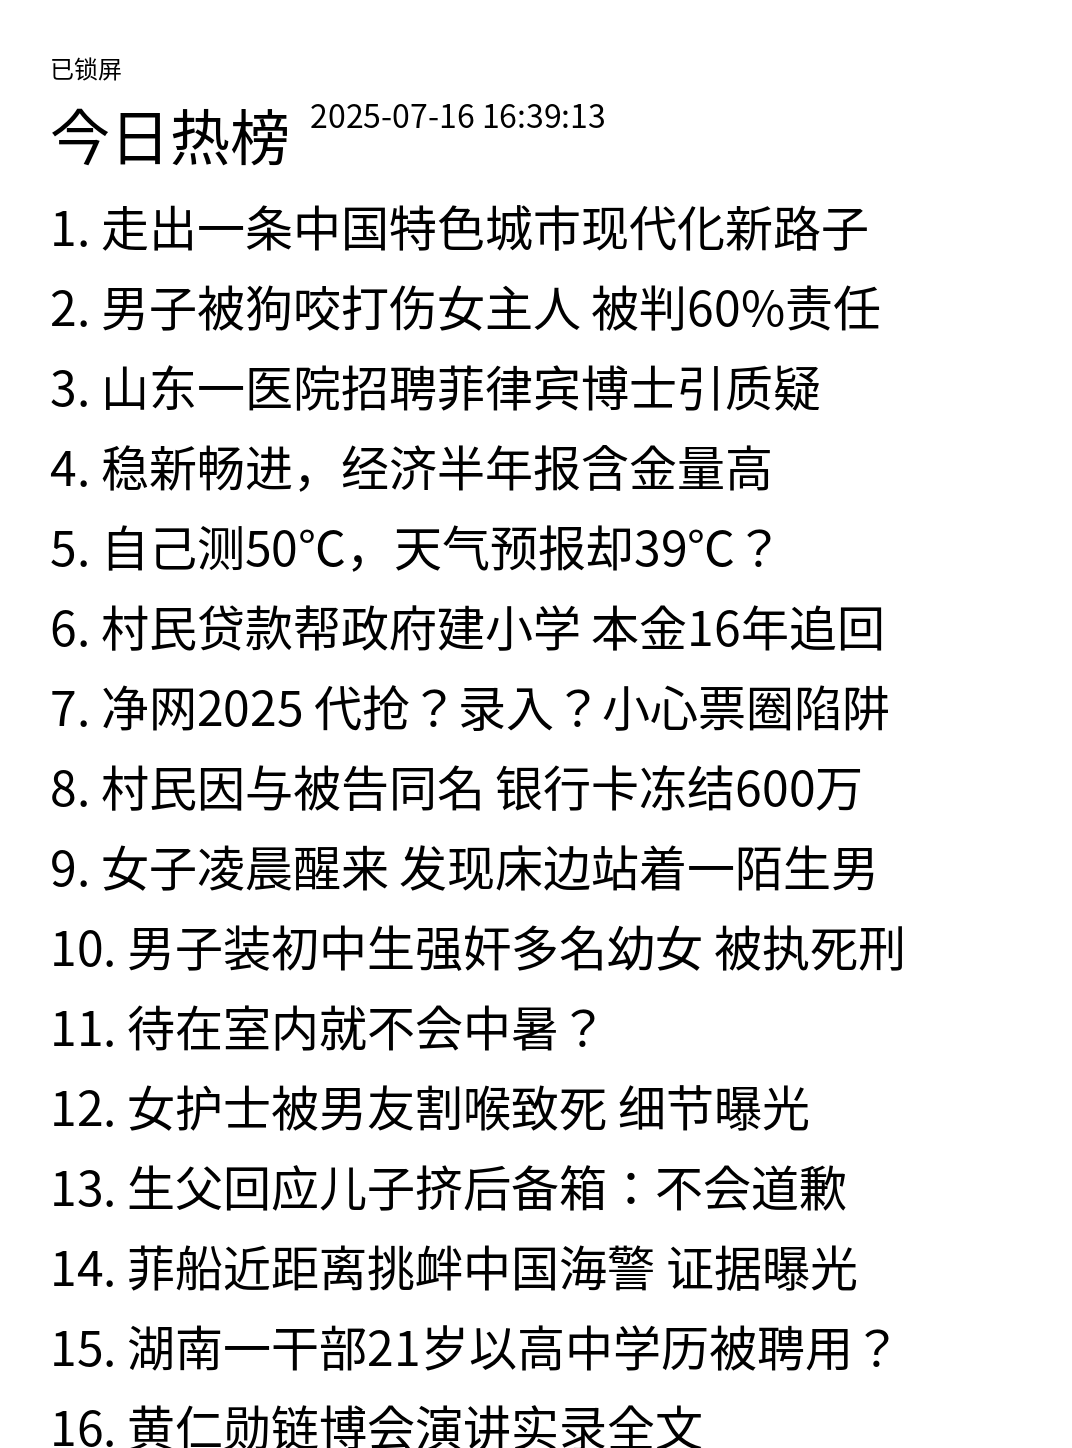 已锁屏
今日热榜 2025-07-16 16:39:13
1. 走出一条中国特色城市现代化新路子
2. 男子被狗咬打伤女主人 被判60%责任
3. 山东一医院招聘菲律宾博士引质疑
4. 稳新畅进，经济半年报含金量高
5. 自己测50℃，天气预报却39℃？
6. 村民贷款帮政府建小学 本金16年追回
7. 净网2025 代抢？录入？小心票圈陷阱
8. 村民因与被告同名 银行卡冻结600万
9. 女子凌晨醒来 发现床边站着一陌生男
10. 男子装初中生强奸多名幼女 被执死刑
11. 待在室内就不会中暑？
12. 女护士被男友割喉致死 细节曝光
13. 生父回应儿子挤后备箱：不会道歉
14. 菲船近距离挑衅中国海警 证据曝光
15. 湖南一干部21岁以高中学历被聘用？
16. 黄仁勋链博会演讲实录全文